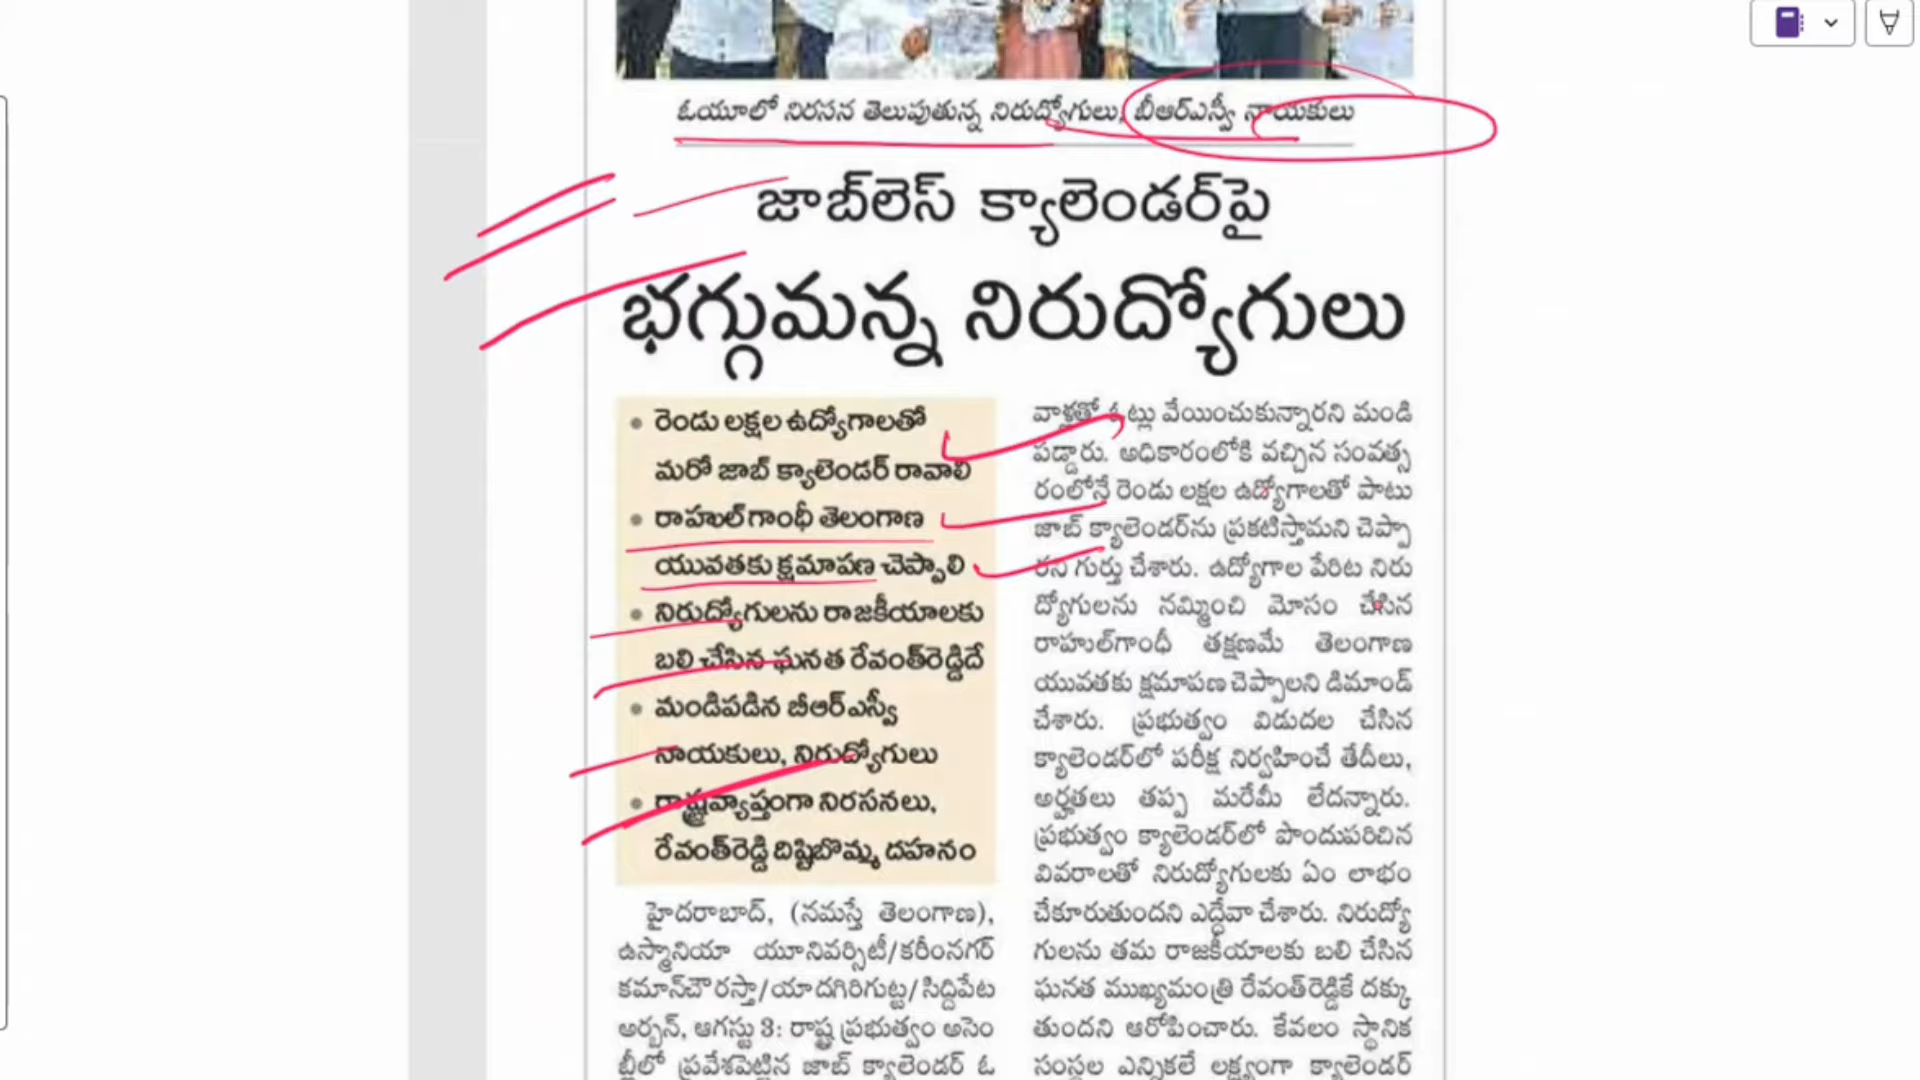 ఓయూలో నిరసన తెలుపుతున్న నిరుద్యోగులు, బీఆర్ఎస్వీ నాయకులు
జాబ్‌లెస్ క్యాలెండర్‌పై
భగ్గుమన్న నిరుద్యోగులు
• రెండు లక్షల ఉద్యోగాలతో
మరో జాబ్ క్యాలెండర్ రావాలి
• రాహుల్‌గాంధీ తెలంగాణ
యువతకు క్షమాపణ చెప్పాలి
• నిరుద్యోగులను రాజకీయాలకు
బలి చేసిన ఘనత రేవంత్‌రెడ్డిదే
• మండిపడిన బీఆర్ఎస్వీ
నాయకులు, నిరుద్యోగులు
• రాష్ట్రవ్యాప్తంగా నిరసనలు,
రేవంత్‌రెడ్డి దిష్టిబొమ్మ దహనం
హైదరాబాద్, (నమస్తే తెలంగాణ),
ఉస్మానియా యూనివర్సిటీ/కరీంనగర్
కమాన్‌చౌరస్తా/యాదగిరిగుట్ట/సిద్దిపేట
అర్బన్, ఆగస్టు 3: రాష్ట్ర ప్రభుత్వం అసెం
బ్లీలో ప్రవేశపెట్టిన జాబ్ క్యాలెండర్ ఓ
వాళ్లతో ఓట్లు వేయించుకున్నారని మండి
పడ్డారు. అధికారంలోకి వచ్చిన సంవత్స
రంలోనే రెండు లక్షల ఉద్యోగాలతో పాటు
జాబ్ క్యాలెండర్‌ను ప్రకటిస్తామని చెప్పా
రని గుర్తు చేశారు. ఉద్యోగాల పేరిట నిరు
ద్యోగులను నమ్మించి మోసం చేసిన
రాహుల్‌గాంధీ తక్షణమే తెలంగాణ
యువతకు క్షమాపణ చెప్పాలని డిమాండ్
చేశారు. ప్రభుత్వం విడుదల చేసిన
క్యాలెండర్‌లో పరీక్ష నిర్వహించే తేదీలు,
అర్హతలు తప్ప మరేమీ లేదన్నారు.
ప్రభుత్వం క్యాలెండర్‌లో పొందుపరిచిన
వివరాలతో నిరుద్యోగులకు ఏం లాభం
చేకూరుతుందని ఎద్దేవా చేశారు. నిరుద్యో
గులను తమ రాజకీయాలకు బలి చేసిన
ఘనత ముఖ్యమంత్రి రేవంత్‌రెడ్డికే దక్కు
తుందని ఆరోపించారు. కేవలం స్థానిక
సంస్థల ఎన్నికలే లక్ష్యంగా క్యాలెండర్